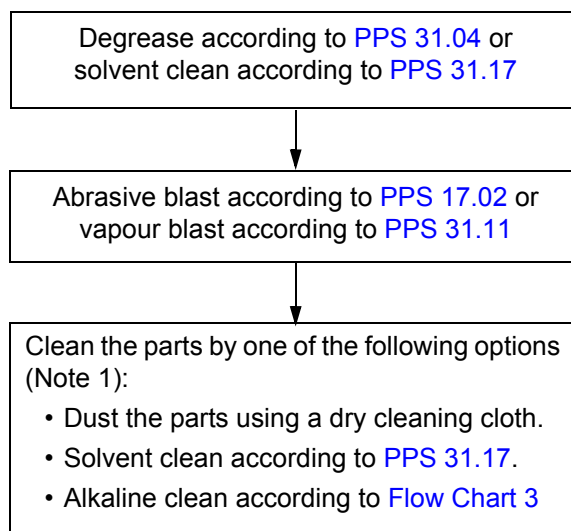 Degrease according to PPS 31.04 or
solvent clean according to PPS 31.17
Abrasive blast according to PPS 17.02 or
vapour blast according to PPS 31.11
Clean the parts by one of the following options
(Note 1):
• Dust the parts using a dry cleaning cloth.
• Solvent clean according to PPS 31.17.
• Alkaline clean according to Flow Chart 3